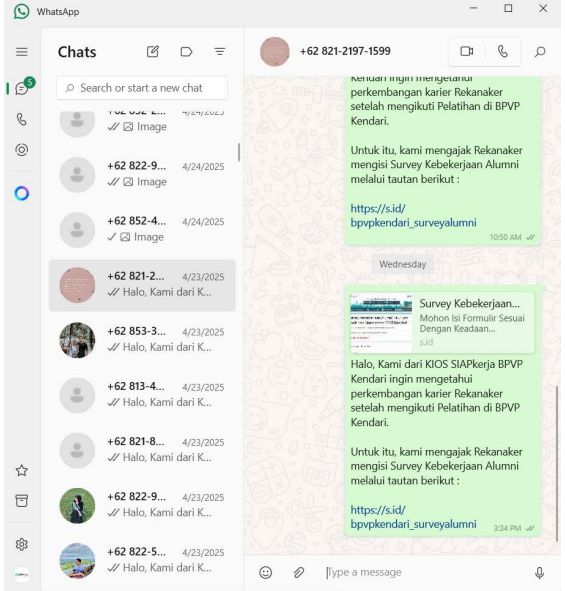 WhatsApp
Chats
5
Search or start a new chat
4/24/2025
Image
+62 822-9... 4/24/2025
Image
+62 852-4... 4/24/2025
Image
+62 821-2... 4/23/2025
Halo, Kami dari K...
+62 853-3... 4/23/2025
Halo, Kami dari K...
+62 813-4... 4/23/2025
Halo, Kami dari K...
+62 821-8... 4/23/2025
Halo, Kami dari K...
+62 822-9... 4/23/2025
Halo, Kami dari K...
+62 822-5... 4/23/2025
Halo, Kami dari K...
+62 821-2197-1599
Kendari ingin mengetahui
perkembangan karier Rekanaker
setelah mengikuti Pelatihan di BPVP
Kendari.
Untuk itu, kami mengajak Rekanaker
mengisi Survey Kebekerjaan Alumni
melalui tautan berikut :
https://s.id/
bpvpkendari_surveyalumni
10:50 AM
Wednesday
Survey Kebekerjaan...
Mohon Isi Formulir Sesuai
Dengan Keadaan...
s.id
Halo, Kami dari KIOS SIAPkerja BPVP
Kendari ingin mengetahui
perkembangan karier Rekanaker
setelah mengikuti Pelatihan di BPVP
Kendari.
Untuk itu, kami mengajak Rekanaker
mengisi Survey Kebekerjaan Alumni
melalui tautan berikut :
https://s.id/
bpvpkendari_surveyalumni
3:34 PM
Type a message